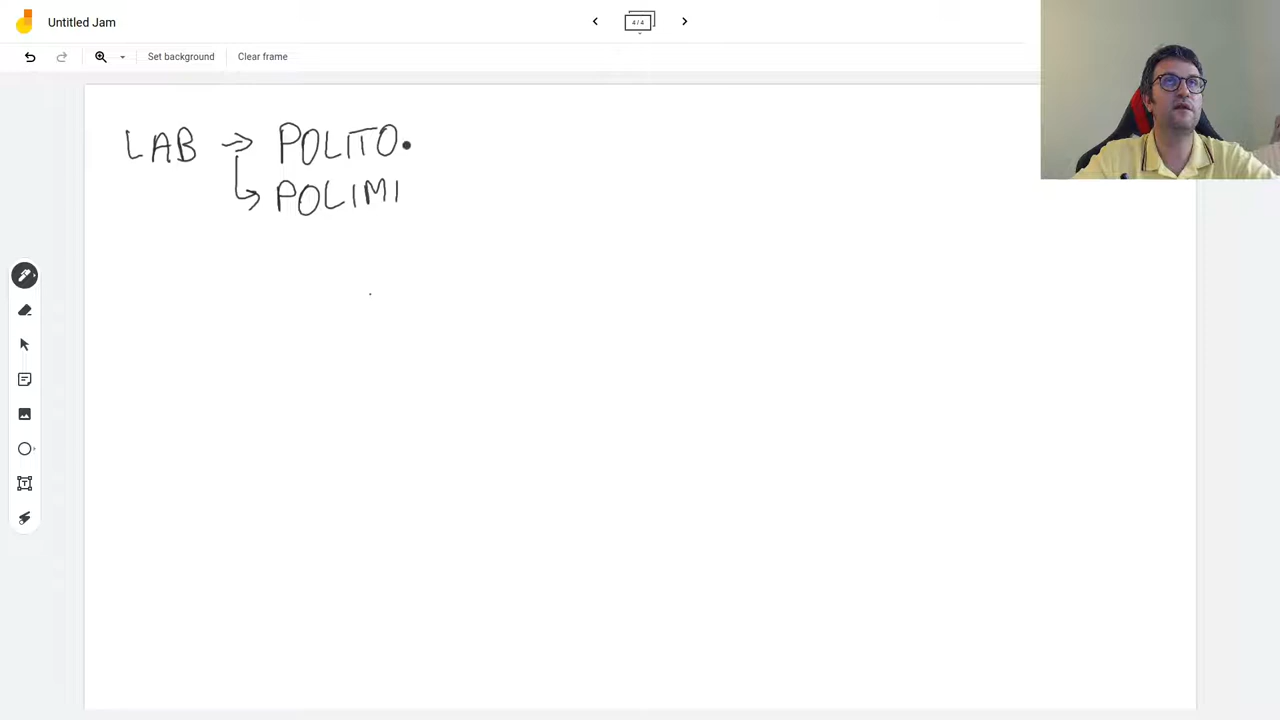 Untitled Jam
4 / 4
Set background
Clear frame
LAB → POLITO
↳ POLIMI